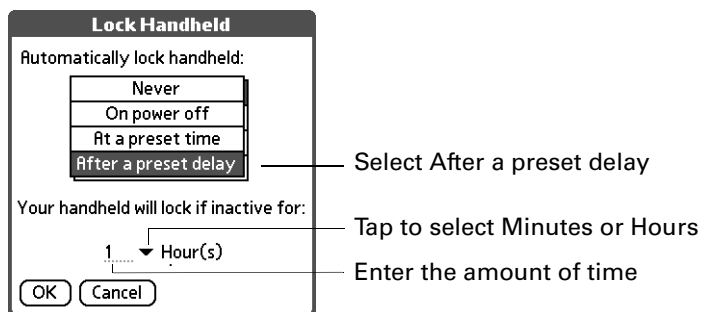 Lock Handheld
Automatically lock handheld:
Never
On power off
At a preset time
After a preset delay
Select After a preset delay
Your handheld will lock if inactive for:
Tap to select Minutes or Hours
1 Hour(s)
Enter the amount of time
OK Cancel